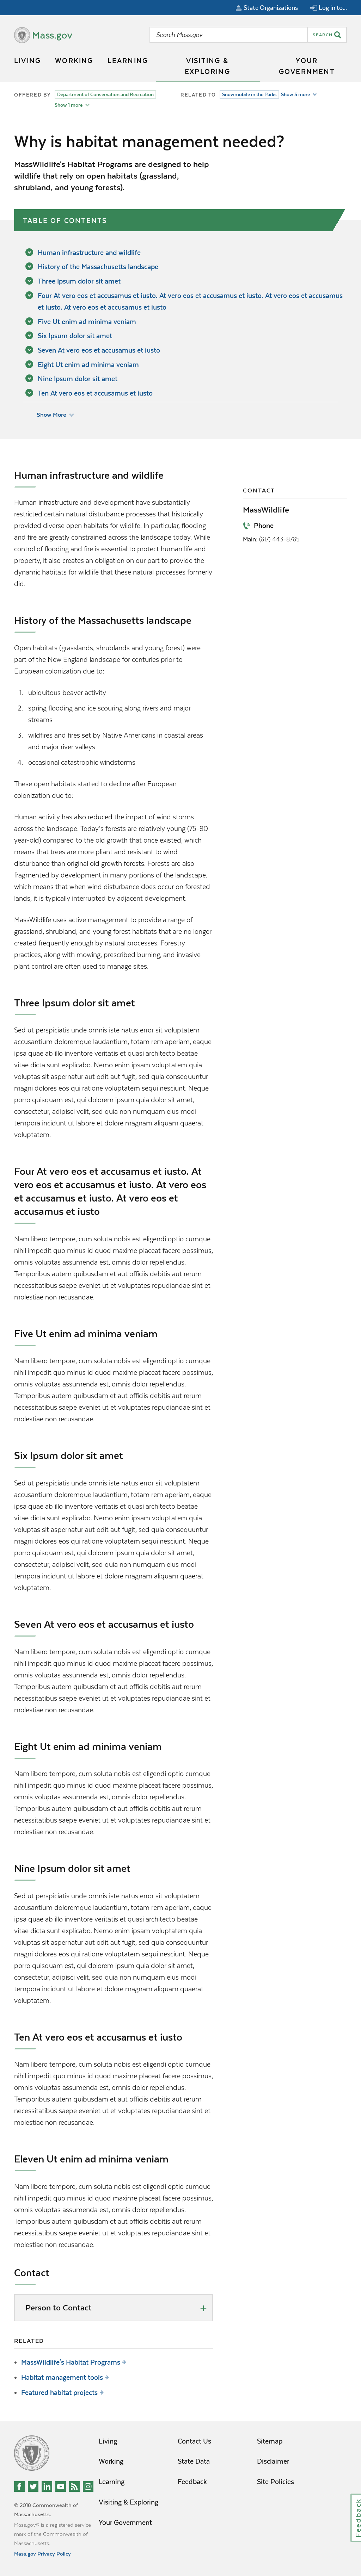 State Organizations
Log in to...
Mass.gov
Search Mass.gov
SEARCH
LIVING
WORKING
LEARNING
VISITING &
EXPLORING
YOUR
GOVERNMENT
OFFERED BY
Department of Conservation and Recreation
Show 1 more
RELATED TO
Snowmobile in the Parks
Show 5 more
Why is habitat management needed?
MassWildlife's Habitat Programs are designed to help
wildlife that rely on open habitats (grassland,
shrubland, and young forests).
TABLE OF CONTENTS
Human infrastructure and wildlife
History of the Massachusetts landscape
Three Ipsum dolor sit amet
Four At vero eos et accusamus et iusto. At vero eos et accusamus et iusto. At vero eos et accusamus
et iusto. At vero eos et accusamus et iusto
Five Ut enim ad minima veniam
Six Ipsum dolor sit amet
Seven At vero eos et accusamus et iusto
Eight Ut enim ad minima veniam
Nine Ipsum dolor sit amet
Ten At vero eos et accusamus et iusto
Show More
Human infrastructure and wildlife
Human infrastructure and development have substantially
restricted certain natural disturbance processes that historically
provided diverse open habitats for wildlife. In particular, flooding
and fire are greatly constrained across the landscape today. While
control of flooding and fire is essential to protect human life and
property, it also creates an obligation on our part to provide the
dynamic habitats for wildlife that these natural processes formerly
did.
CONTACT
MassWildlife
Phone
Main: (617) 443-8765
History of the Massachusetts landscape
Open habitats (grasslands, shrublands and young forest) were
part of the New England landscape for centuries prior to
European colonization due to:
1. ubiquitous beaver activity
2. spring flooding and ice scouring along rivers and major
streams
3. wildfires and fires set by Native Americans in coastal areas
and major river valleys
4. occasional catastrophic windstorms
These open habitats started to decline after European
colonization due to:
Human activity has also reduced the impact of wind storms
across the landscape. Today's forests are relatively young (75-90
year-old) compared to the old growth that once existed, which
means that trees are more pliant and resistant to wind
disturbance than original old growth forests. Forests are also
fragmented by development in many portions of the landscape,
which means that when wind disturbance does occur on forested
lands, it is typically interrupted by adjacent development.
MassWildlife uses active management to provide a range of
grassland, shrubland, and young forest habitats that are no longer
created frequently enough by natural processes. Forestry
practices, along with mowing, prescribed burning, and invasive
plant control are often used to manage sites.
Three Ipsum dolor sit amet
Sed ut perspiciatis unde omnis iste natus error sit voluptatem
accusantium doloremque laudantium, totam rem aperiam, eaque
ipsa quae ab illo inventore veritatis et quasi architecto beatae
vitae dicta sunt explicabo. Nemo enim ipsam voluptatem quia
voluptas sit aspernatur aut odit aut fugit, sed quia consequuntur
magni dolores eos qui ratione voluptatem sequi nesciunt. Neque
porro quisquam est, qui dolorem ipsum quia dolor sit amet,
consectetur, adipisci velit, sed quia non numquam eius modi
tempora incidunt ut labore et dolore magnam aliquam quaerat
voluptatem.
Four At vero eos et accusamus et iusto. At
vero eos et accusamus et iusto. At vero eos
et accusamus et iusto. At vero eos et
accusamus et iusto
Nam libero tempore, cum soluta nobis est eligendi optio cumque
nihil impedit quo minus id quod maxime placeat facere possimus,
omnis voluptas assumenda est, omnis dolor repellendus.
Temporibus autem quibusdam et aut officiis debitis aut rerum
necessitatibus saepe eveniet ut et voluptates repudiandae sint et
molestiae non recusandae.
Five Ut enim ad minima veniam
Nam libero tempore, cum soluta nobis est eligendi optio cumque
nihil impedit quo minus id quod maxime placeat facere possimus,
omnis voluptas assumenda est, omnis dolor repellendus.
Temporibus autem quibusdam et aut officiis debitis aut rerum
necessitatibus saepe eveniet ut et voluptates repudiandae sint et
molestiae non recusandae.
Six Ipsum dolor sit amet
Sed ut perspiciatis unde omnis iste natus error sit voluptatem
accusantium doloremque laudantium, totam rem aperiam, eaque
ipsa quae ab illo inventore veritatis et quasi architecto beatae
vitae dicta sunt explicabo. Nemo enim ipsam voluptatem quia
voluptas sit aspernatur aut odit aut fugit, sed quia consequuntur
magni dolores eos qui ratione voluptatem sequi nesciunt. Neque
porro quisquam est, qui dolorem ipsum quia dolor sit amet,
consectetur, adipisci velit, sed quia non numquam eius modi
tempora incidunt ut labore et dolore magnam aliquam quaerat
voluptatem.
Seven At vero eos et accusamus et iusto
Nam libero tempore, cum soluta nobis est eligendi optio cumque
nihil impedit quo minus id quod maxime placeat facere possimus,
omnis voluptas assumenda est, omnis dolor repellendus.
Temporibus autem quibusdam et aut officiis debitis aut rerum
necessitatibus saepe eveniet ut et voluptates repudiandae sint et
molestiae non recusandae.
Eight Ut enim ad minima veniam
Nam libero tempore, cum soluta nobis est eligendi optio cumque
nihil impedit quo minus id quod maxime placeat facere possimus,
omnis voluptas assumenda est, omnis dolor repellendus.
Temporibus autem quibusdam et aut officiis debitis aut rerum
necessitatibus saepe eveniet ut et voluptates repudiandae sint et
molestiae non recusandae.
Nine Ipsum dolor sit amet
Sed ut perspiciatis unde omnis iste natus error sit voluptatem
accusantium doloremque laudantium, totam rem aperiam, eaque
ipsa quae ab illo inventore veritatis et quasi architecto beatae
vitae dicta sunt explicabo. Nemo enim ipsam voluptatem quia
voluptas sit aspernatur aut odit aut fugit, sed quia consequuntur
magni dolores eos qui ratione voluptatem sequi nesciunt. Neque
porro quisquam est, qui dolorem ipsum quia dolor sit amet,
consectetur, adipisci velit, sed quia non numquam eius modi
tempora incidunt ut labore et dolore magnam aliquam quaerat
voluptatem.
Ten At vero eos et accusamus et iusto
Nam libero tempore, cum soluta nobis est eligendi optio cumque
nihil impedit quo minus id quod maxime placeat facere possimus,
omnis voluptas assumenda est, omnis dolor repellendus.
Temporibus autem quibusdam et aut officiis debitis aut rerum
necessitatibus saepe eveniet ut et voluptates repudiandae sint et
molestiae non recusandae.
Eleven Ut enim ad minima veniam
Nam libero tempore, cum soluta nobis est eligendi optio cumque
nihil impedit quo minus id quod maxime placeat facere possimus,
omnis voluptas assumenda est, omnis dolor repellendus.
Temporibus autem quibusdam et aut officiis debitis aut rerum
necessitatibus saepe eveniet ut et voluptates repudiandae sint et
molestiae non recusandae.
Contact
Person to Contact
RELATED
MassWildlife's Habitat Programs
Habitat management tools
Featured habitat projects
Living
Working
Learning
Visiting & Exploring
Your Government
Contact Us
State Data
Feedback
Sitemap
Disclaimer
Site Policies
© 2018 Commonwealth of
Massachusetts.
Mass.gov® is a registered service
mark of the Commonwealth of
Massachusetts.
Mass.gov Privacy Policy
Feedback